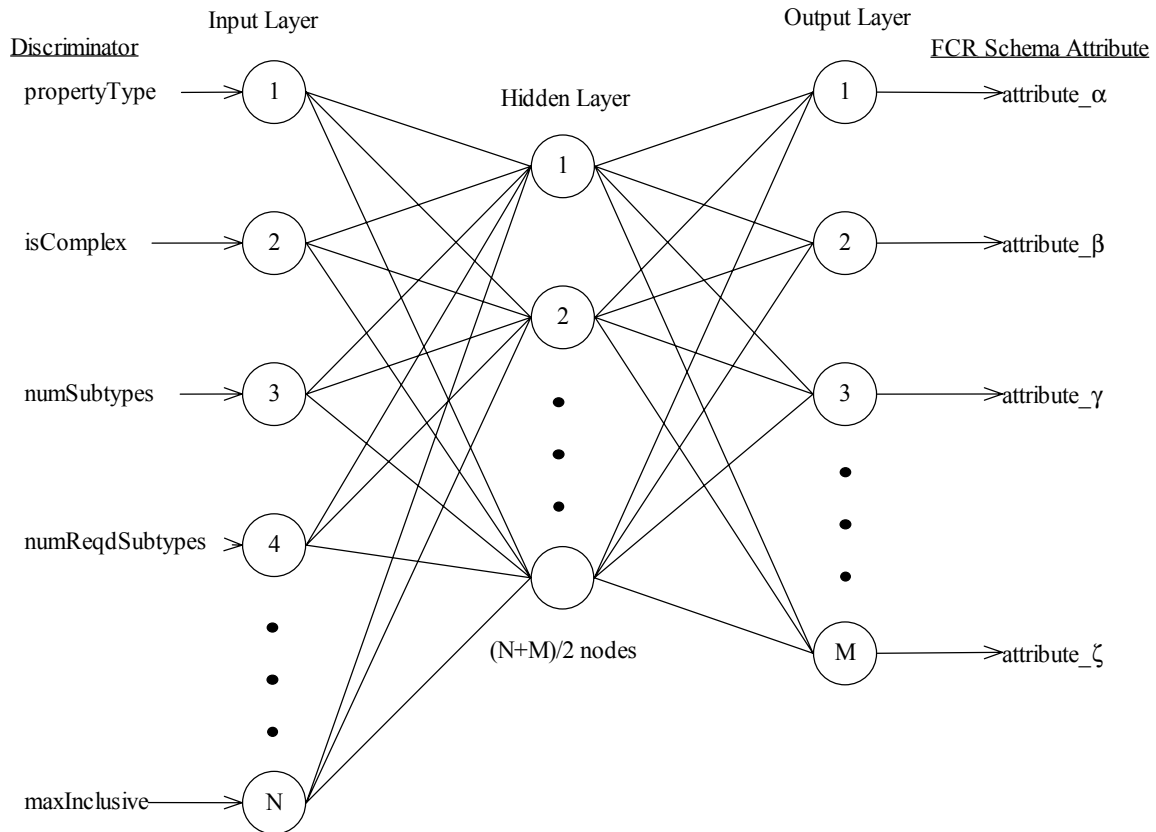 Input Layer
Output Layer
Discriminator
FCR Schema Attribute
propertyType
1
Hidden Layer
1
attribute_α
1
isComplex
2
2
attribute_β
2
numSubtypes
3
3
attribute_γ
numReqdSubtypes
4
(N+M)/2 nodes
M
attribute_ζ
maxInclusive
N